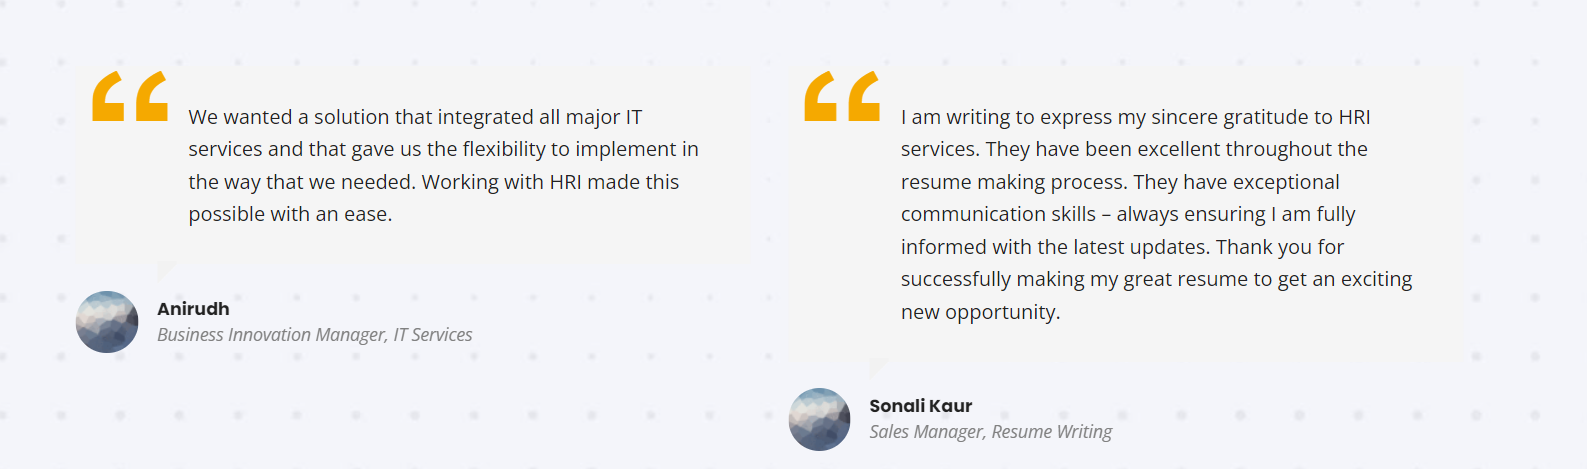 We wanted a solution that integrated all major IT
services and that gave us the flexibility to implement in
the way that we needed. Working with HRI made this
possible with an ease.
Anirudh
Business Innovation Manager, IT Services
I am writing to express my sincere gratitude to HRI
services. They have been excellent throughout the
resume making process. They have exceptional
communication skills – always ensuring I am fully
informed with the latest updates. Thank you for
successfully making my great resume to get an exciting
new opportunity.
Sonali Kaur
Sales Manager, Resume Writing